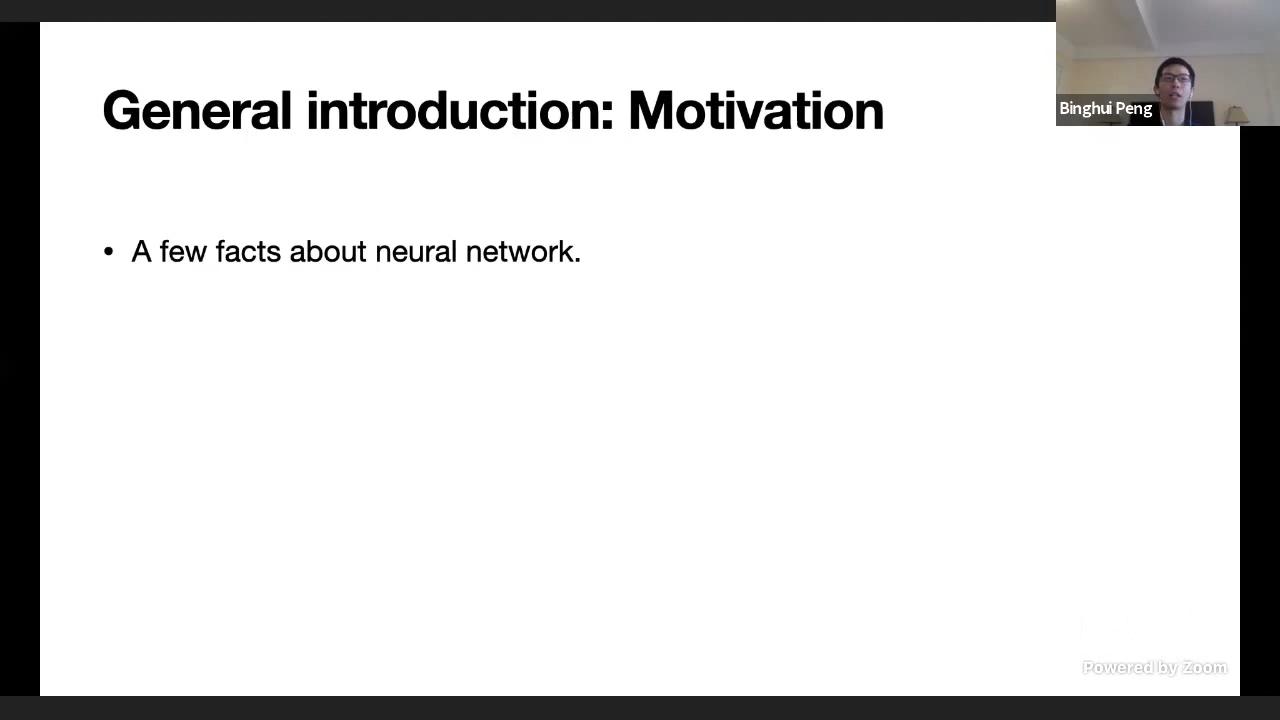 General introduction: Motivation
Binghui Peng
• A few facts about neural network.
Powered by Zoom